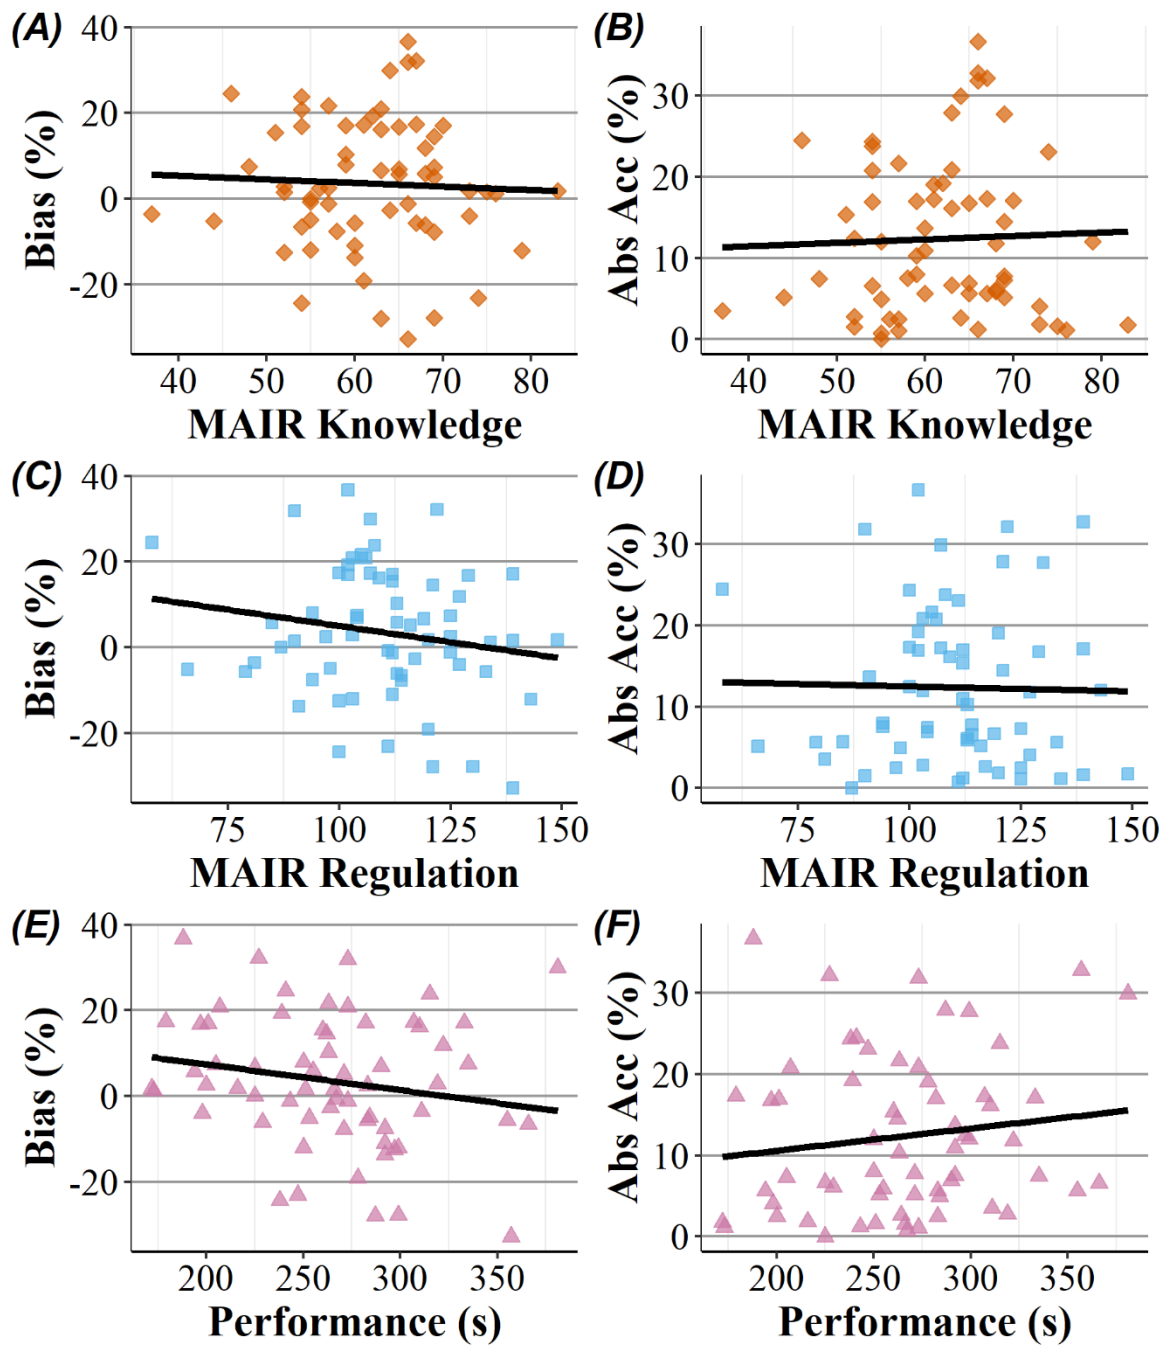 (A)
40
20
0
-20
Bias (%)
40 50 60 70 80
MAIR Knowledge
(B)
30
20
10
0
Abs Acc (%)
40 50 60 70 80
MAIR Knowledge
(C)
40
20
0
-20
Bias (%)
75 100 125 150
MAIR Regulation
(D)
30
20
10
0
Abs Acc (%)
75 100 125 150
MAIR Regulation
(E)
40
20
0
-20
Bias (%)
200 250 300 350
Performance (s)
(F)
30
20
10
0
Abs Acc (%)
200 250 300 350
Performance (s)